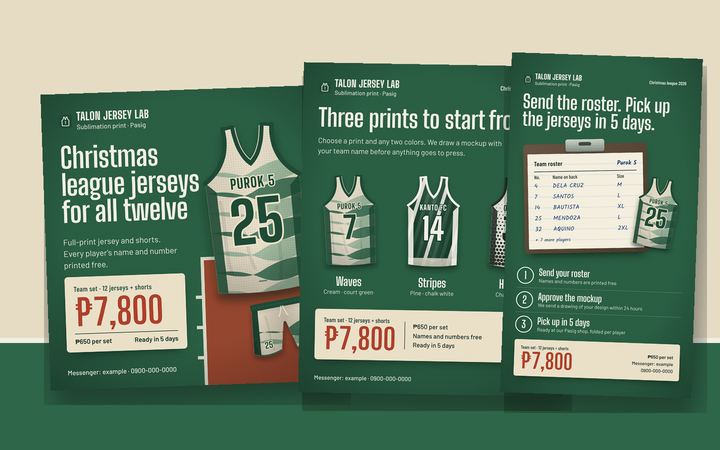 TALON JERSEY LAB
Sublimation print · Pasig
Christmas
league jerseys
for all twelve
Full-print jersey and shorts.
Every player's name and number
printed free.
Team set · 12 jerseys + shorts
₱7,800
₱650 per set
Ready in 5 days
Messenger: example · 0900-000-0000
PUROK 5
25
25
TALON JERSEY LAB
Sublimation print · Pasig
Three prints to start
Choose a print and any two colors. We draw a mockup with
your team name before anything goes to press.
PUROK 5
7
KANTO FC
14
Waves
Cream · court green
Stripes
Pine · chalk white
Team set · 12 jerseys + shorts
₱7,800
₱650 per set
Names and numbers free
Ready in 5 days
Messenger: example · 0900-000-0000
TALON JERSEY LAB
Sublimation print · Pasig
Christmas league 2026
Send the roster. Pick up
the jerseys in 5 days.
Team roster
Purok 5
No. Name on back Size
4 DELA CRUZ M
7 SANTOS L
14 BAUTISTA XL
25 MENDOZA L
32 AQUINO 2XL
+ 7 more players
PUROK 5
25
1 Send your roster
Names and numbers are printed free
2 Approve the mockup
We send a drawing of your design within 24 hours
3 Pick up in 5 days
Ready at our Pasig shop, folded per player
Team set · 12 jerseys + shorts
₱7,800
₱650 per set
Messenger: example
0900-000-0000